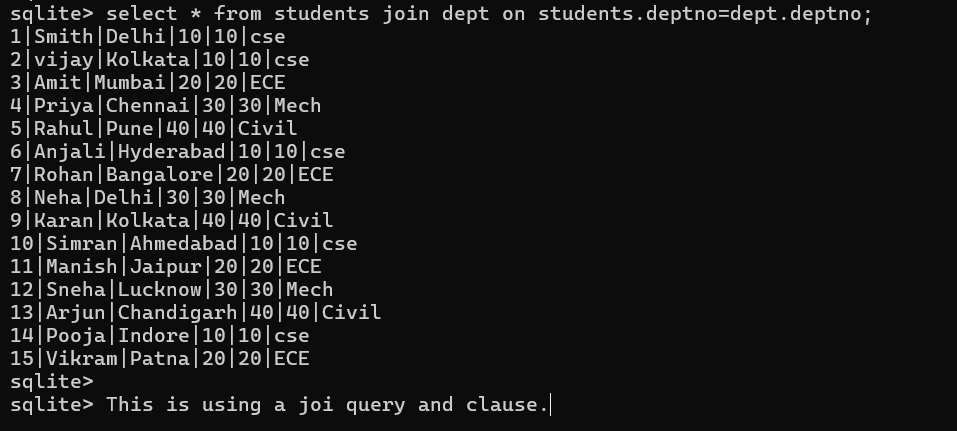 sqlite> select * from students join dept on students.deptno=dept.deptno;
1|Smith|Delhi|10|10|cse
2|vijay|Kolkata|10|10|cse
3|Amit|Mumbai|20|20|ECE
4|Priya|Chennai|30|30|Mech
5|Rahul|Pune|40|40|Civil
6|Anjali|Hyderabad|10|10|cse
7|Rohan|Bangalore|20|20|ECE
8|Neha|Delhi|30|30|Mech
9|Karan|Kolkata|40|40|Civil
10|Simran|Ahmedabad|10|10|cse
11|Manish|Jaipur|20|20|ECE
12|Sneha|Lucknow|30|30|Mech
13|Arjun|Chandigarh|40|40|Civil
14|Pooja|Indore|10|10|cse
15|Vikram|Patna|20|20|ECE
sqlite>
sqlite> This is using a joi query and clause.